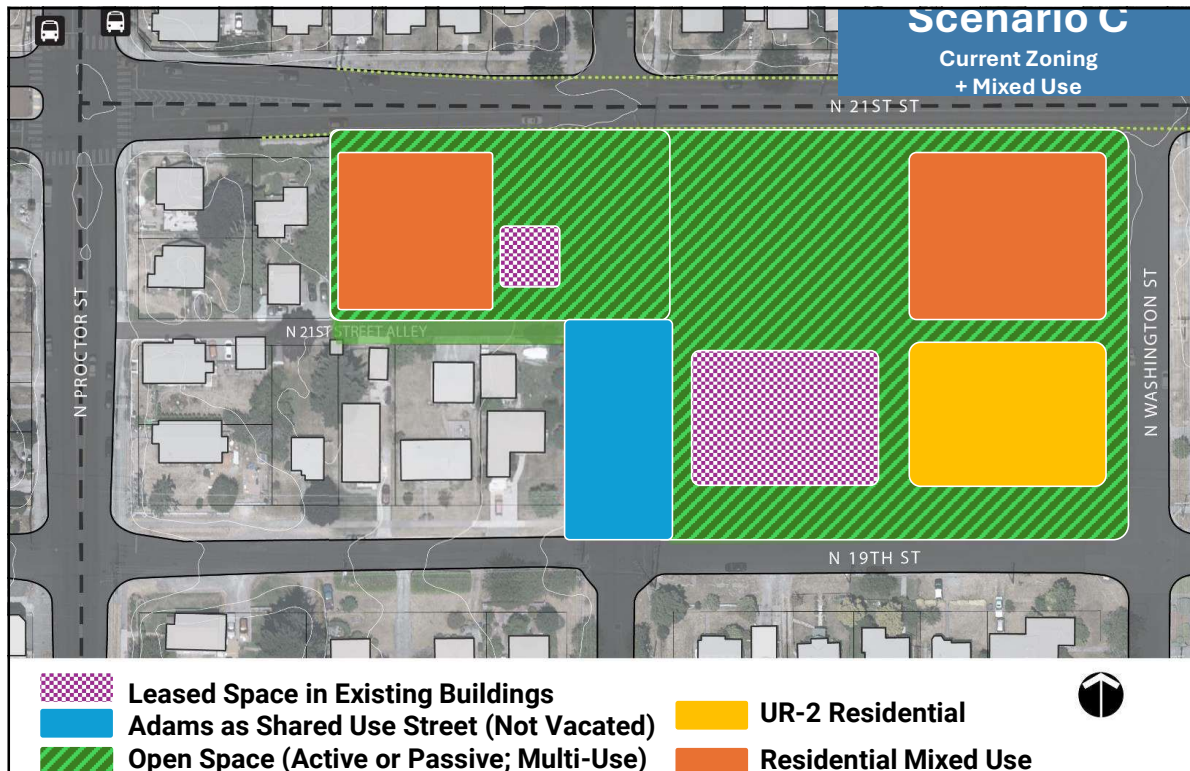 Scenario C
Current Zoning
+ Mixed Use
N 21ST ST
N PROCTOR ST
N 21ST STREET ALLEY
N WASHINGTON ST
N 19TH ST
Leased Space in Existing Buildings
Adams as Shared Use Street (Not Vacated)
Open Space (Active or Passive; Multi-Use)
UR-2 Residential
Residential Mixed Use